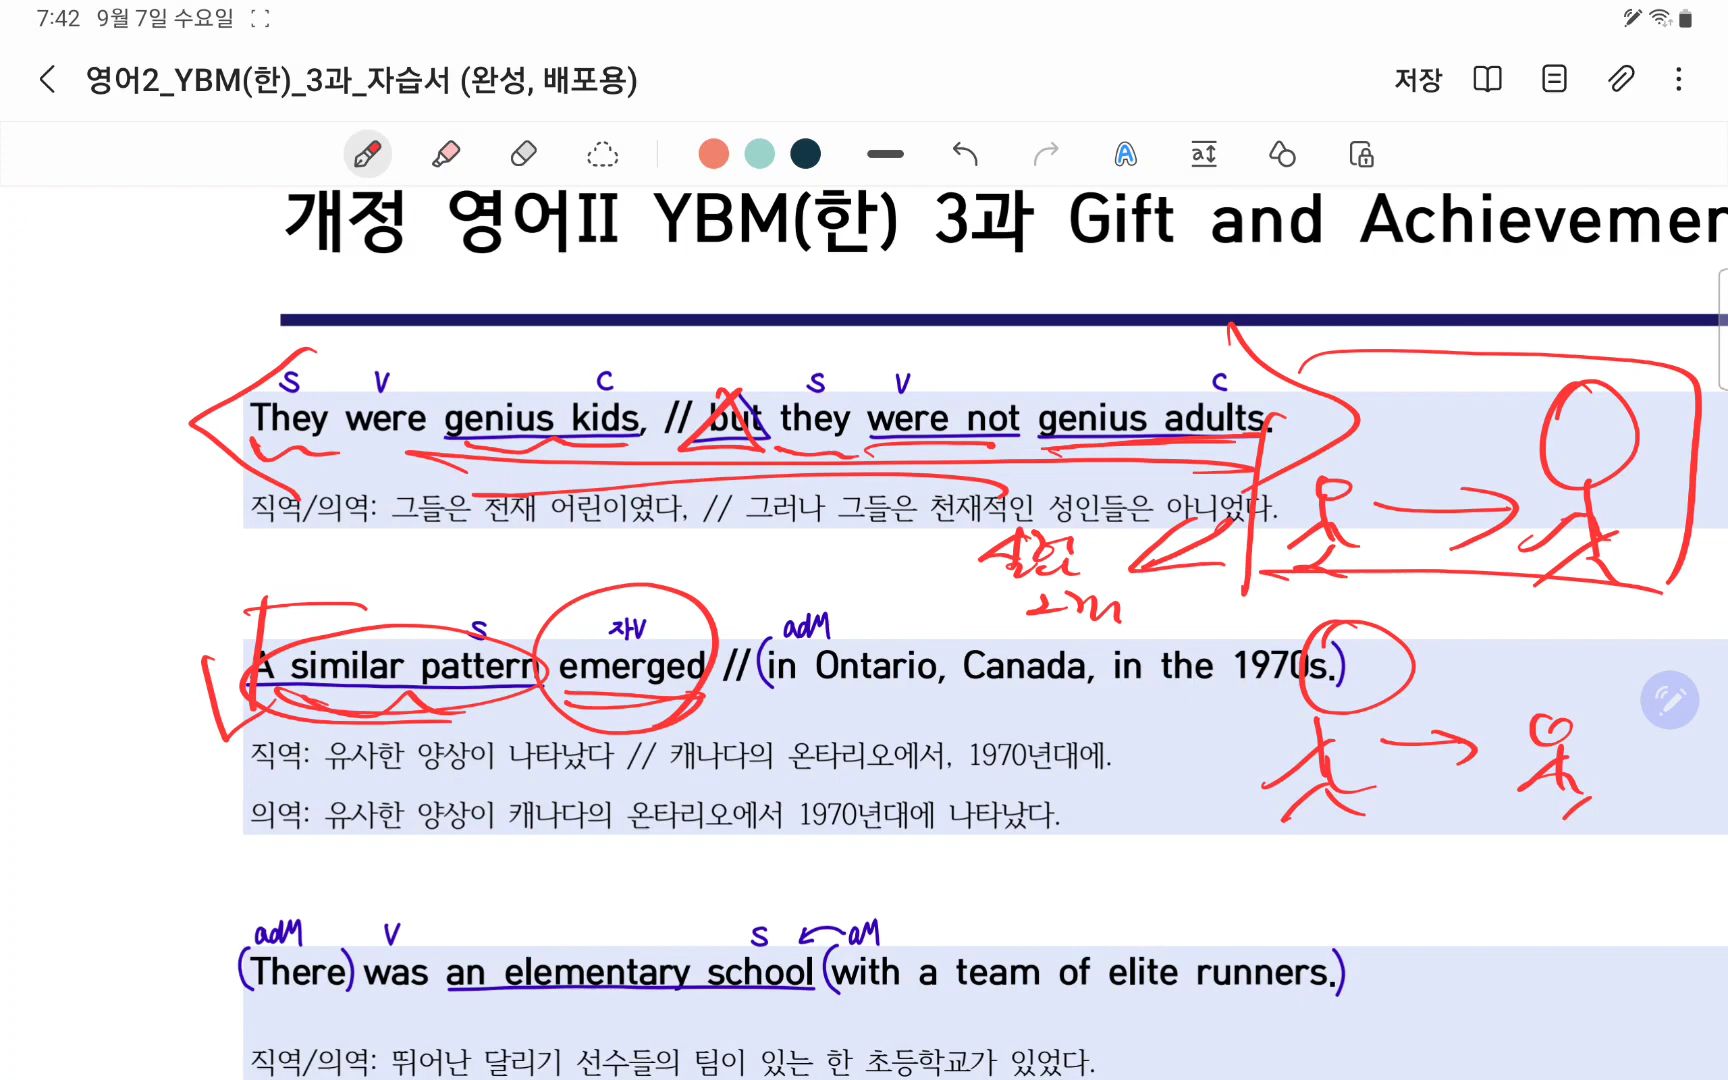 7:42 9월 7일 수요일
영어2_YBM(한)_3과_자습서 (완성, 배포용)
저장
개정 영어II YBM(한) 3과 Gift and Achievemen
S V C S V C
They were genius kids, // but they were not genius adults.
직역/의역: 그들은 전재 어린이였다, // 그러나 그들은 천재적인 성인들은 아니었다.
실험
S 자V adM
A similar pattern emerged // (in Ontario, Canada, in the 1970s.)
직역: 유사한 양상이 나타났다 // 캐나다의 온타리오에서, 1970년대에.
의역: 유사한 양상이 캐나다의 온타리오에서 1970년대에 나타났다.
adM V S aM
(There) was an elementary school (with a team of elite runners.)
직역/의역: 뛰어난 달리기 선수들의 팀이 있는 한 초등학교가 있었다.